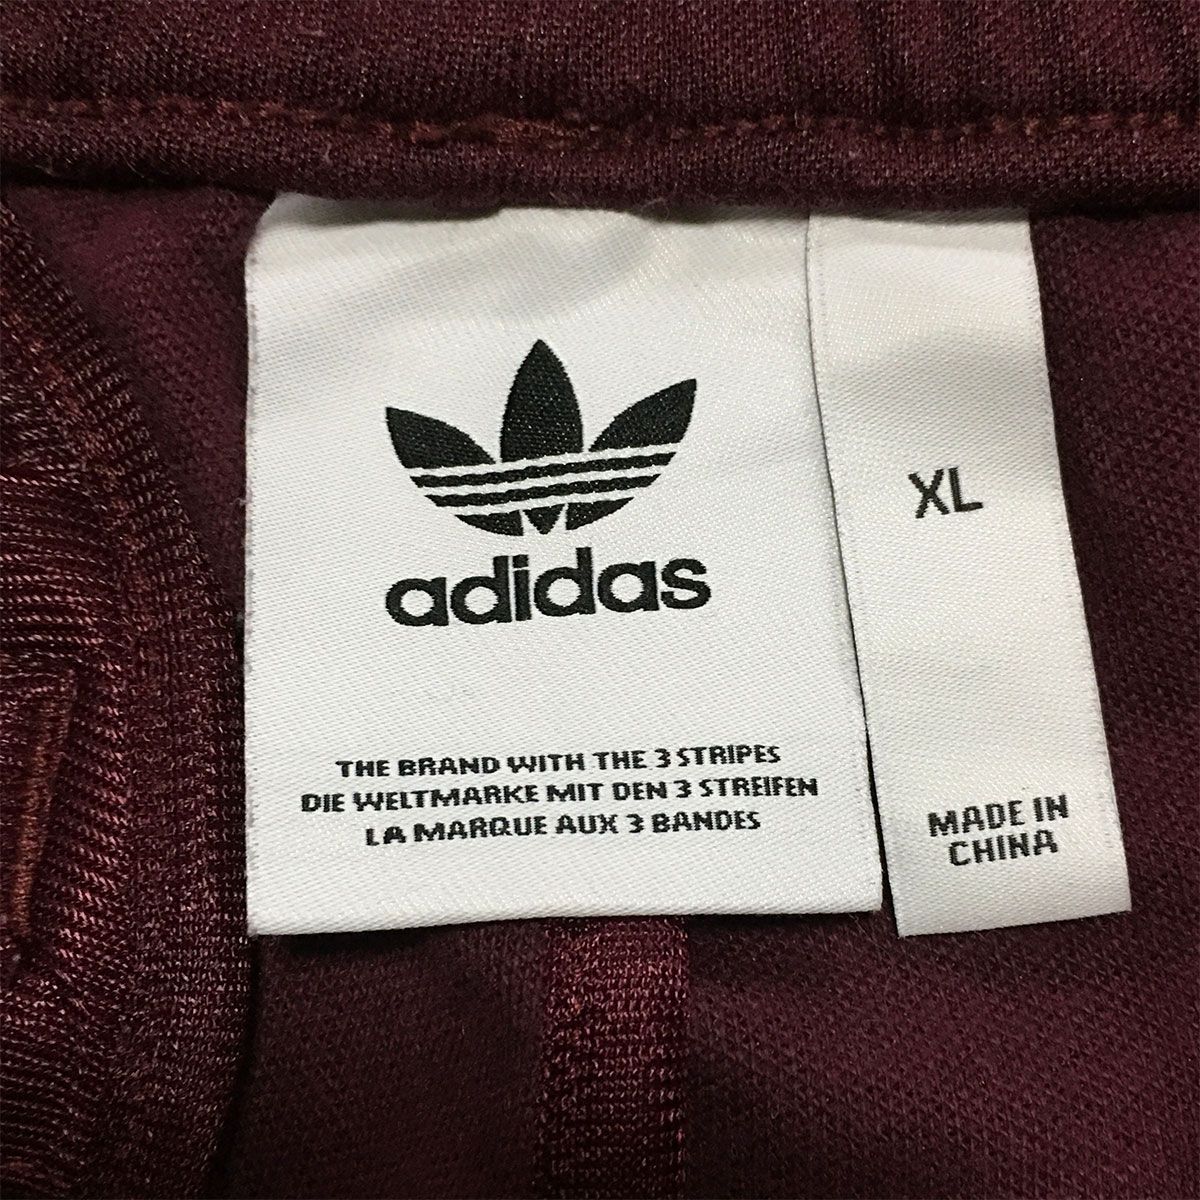 adidas
THE BRAND WITH THE 3 STRIPES
DIE WELTMARKE MIT DEN 3 STREIFEN
LA MARQUE AUX 3 BANDES
XL
MADE IN
CHINA